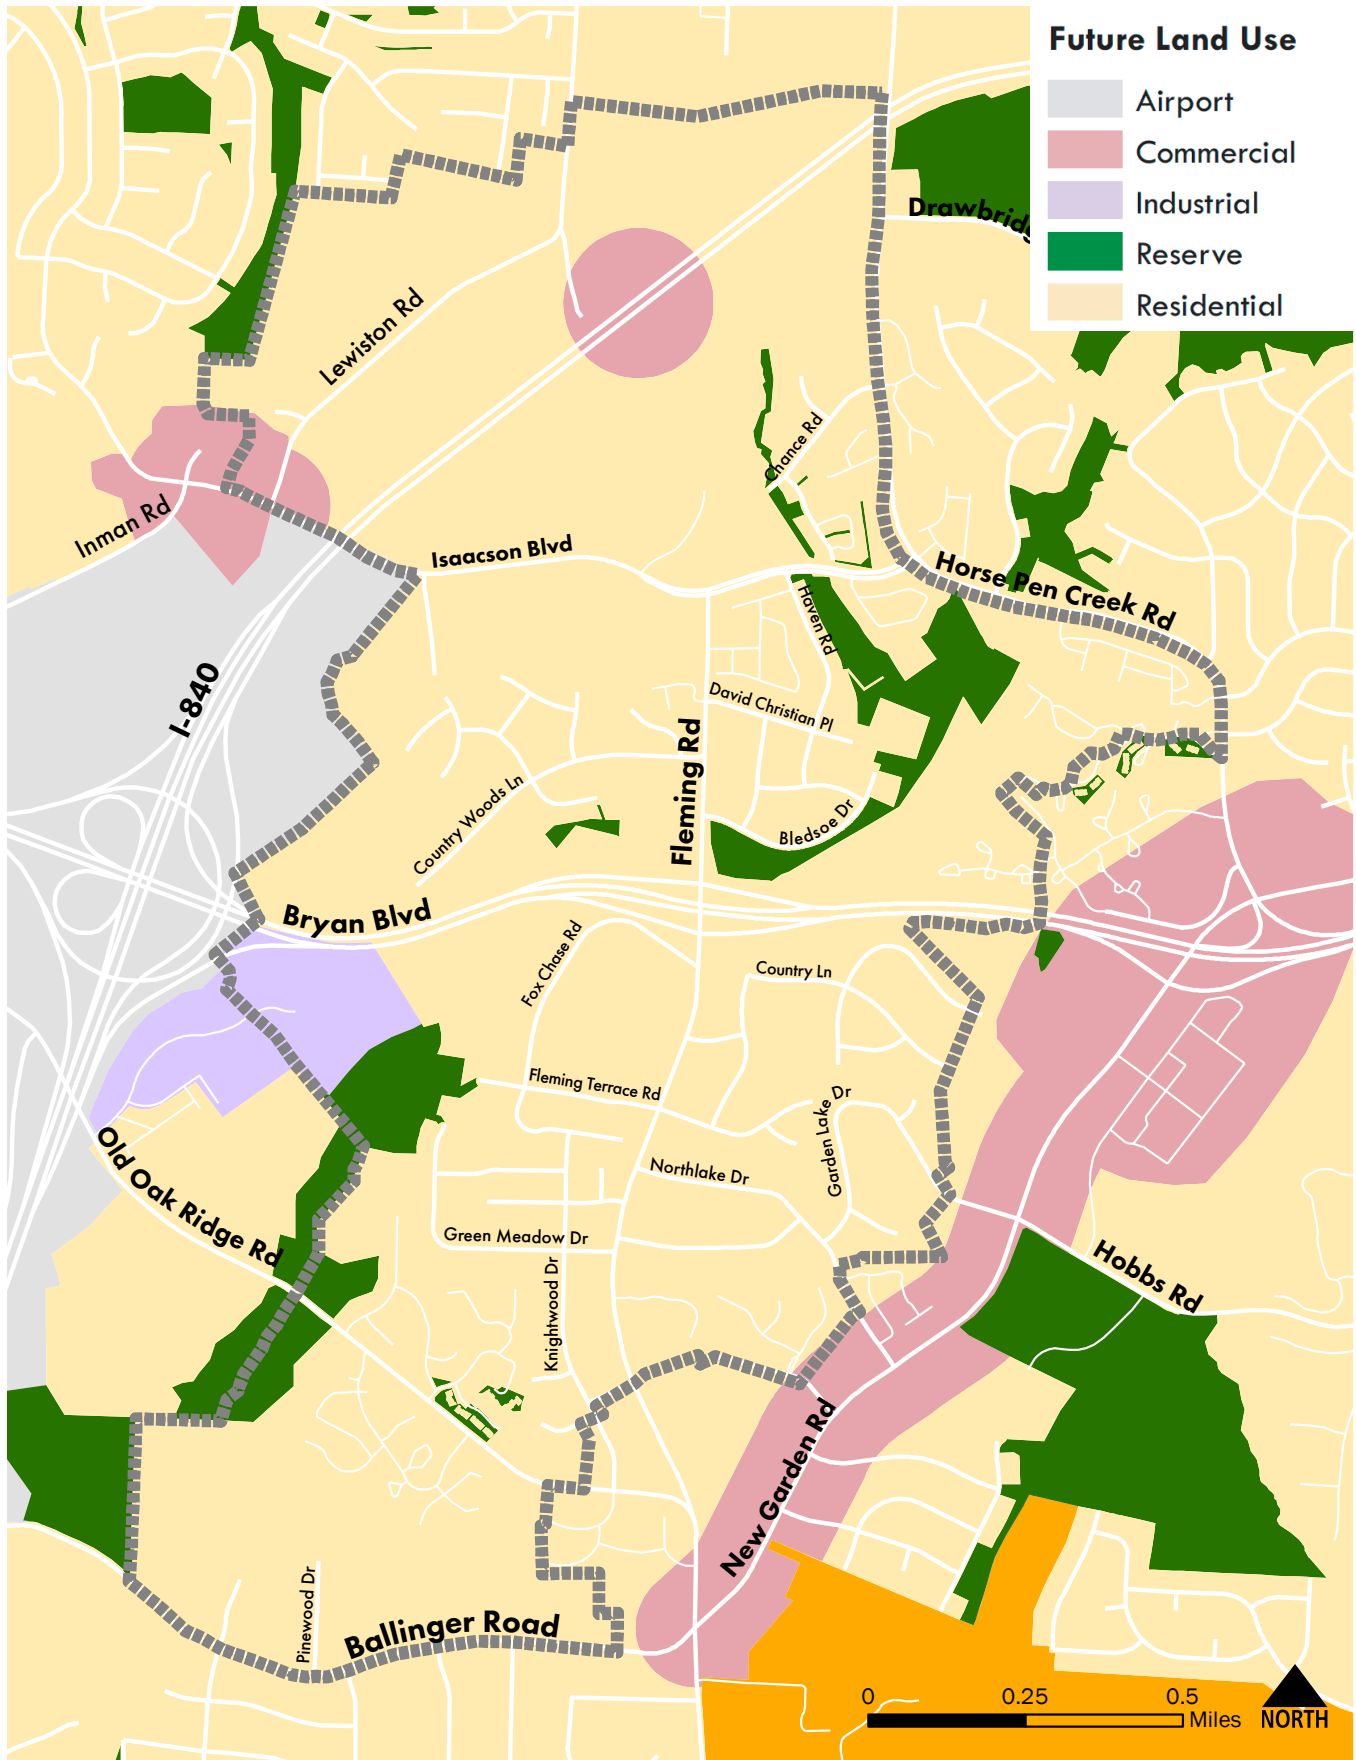 Future Land Use
Airport
Commercial
Industrial
Reserve
Residential
Drawbridg
Lewiston Rd
Chance Rd
Inman Rd
Isaacson Blvd
Horse Pen Creek Rd
Haven Rd
I-840
David Christian Pl
Fleming Rd
Country Woods Ln
Bledsoe Dr
Bryan Blvd
Fox Chase Rd
Country Ln
Fleming Terrace Rd
Garden Lake Dr
Old Oak Ridge Rd
Northlake Dr
Green Meadow Dr
Hobbs Rd
Knightwood Dr
New Garden Rd
Pinewood Dr
Ballinger Road
0 0.25 0.5
Miles
NORTH